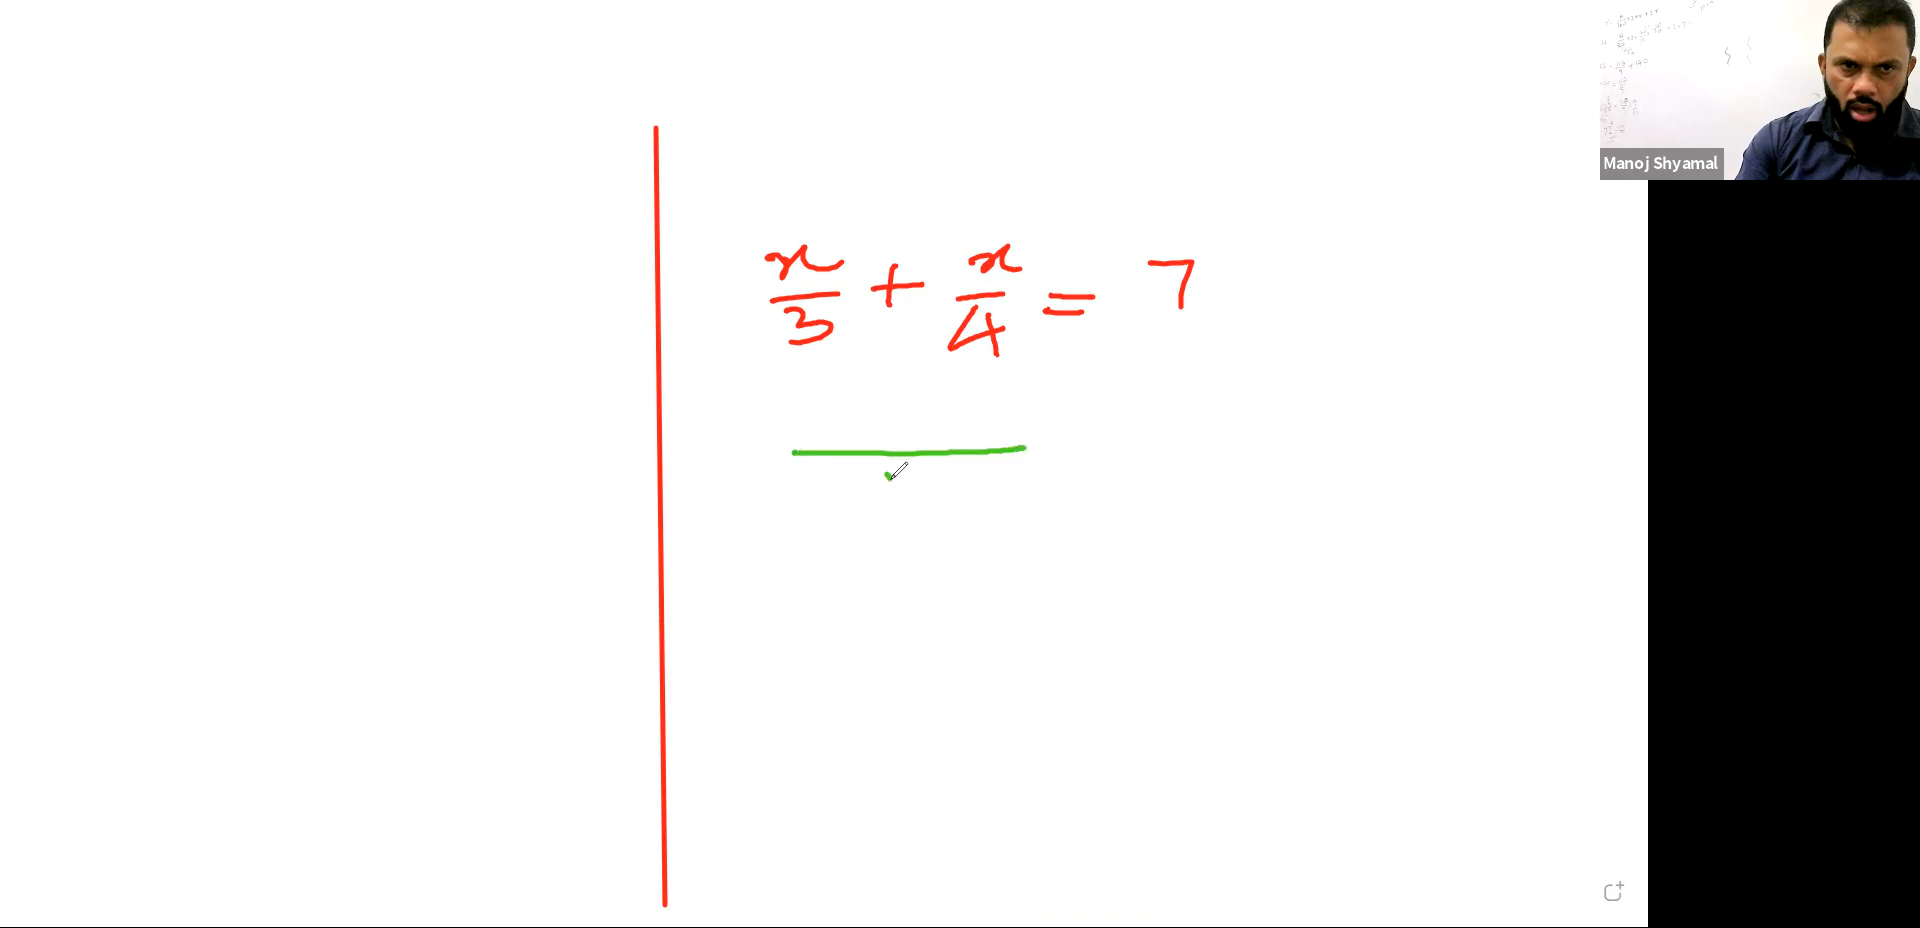 x/3 + x/4 = 7
Manoj Shyamal